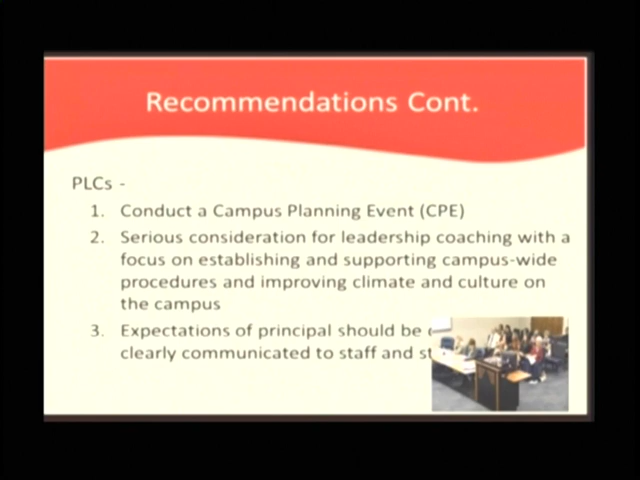 Recommendations Cont.
PLCs -
1. Conduct a Campus Planning Event (CPE)
2. Serious consideration for leadership coaching with a
focus on establishing and supporting campus-wide
procedures and improving climate and culture on
the campus
3. Expectations of principal should be
clearly communicated to staff and